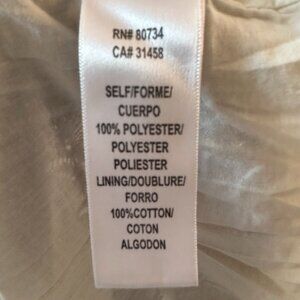 RN# 80734
CA# 31458
SELF/FORME/
CUERPO
100% POLYESTER/
POLYESTER
POLIESTER
LINING/DOUBLURE/
FORRO
100%COTTON/
COTON
ALGODON